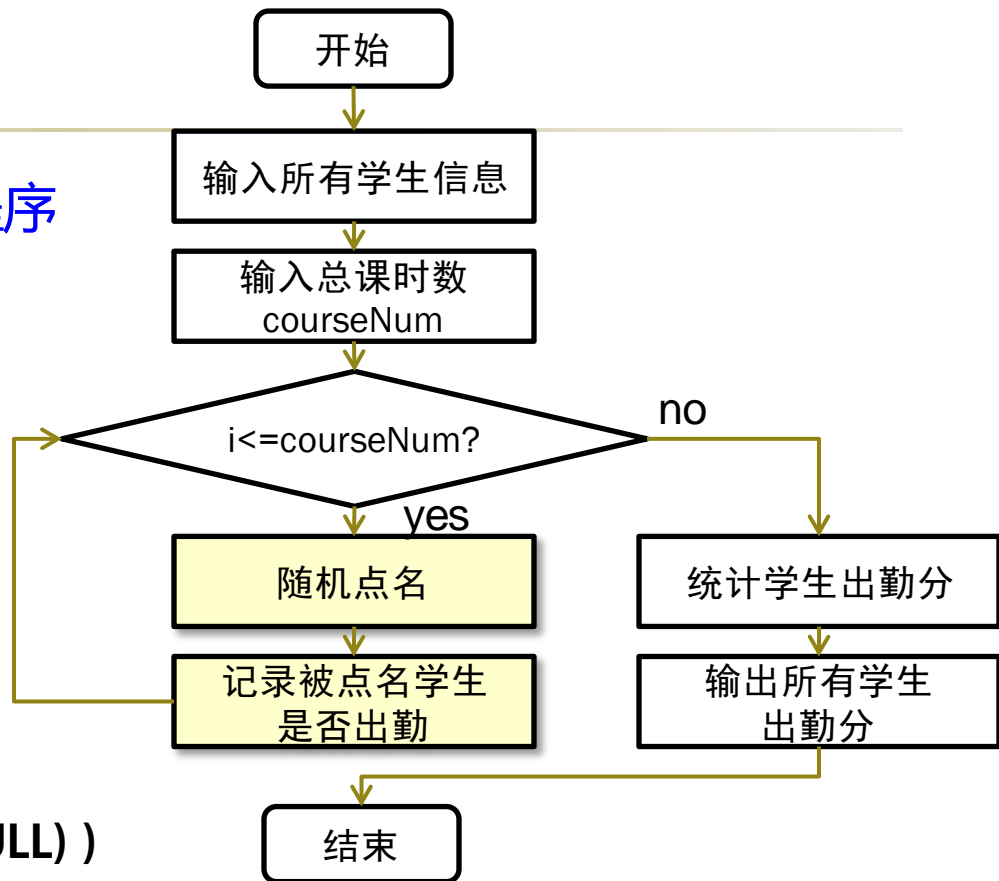 开始
输入所有学生信息
序
输入总课时数
courseNum
i<=courseNum?
no
yes
随机点名
统计学生出勤分
记录被点名学生
是否出勤
输出所有学生
出勤分
结束
ULL) )